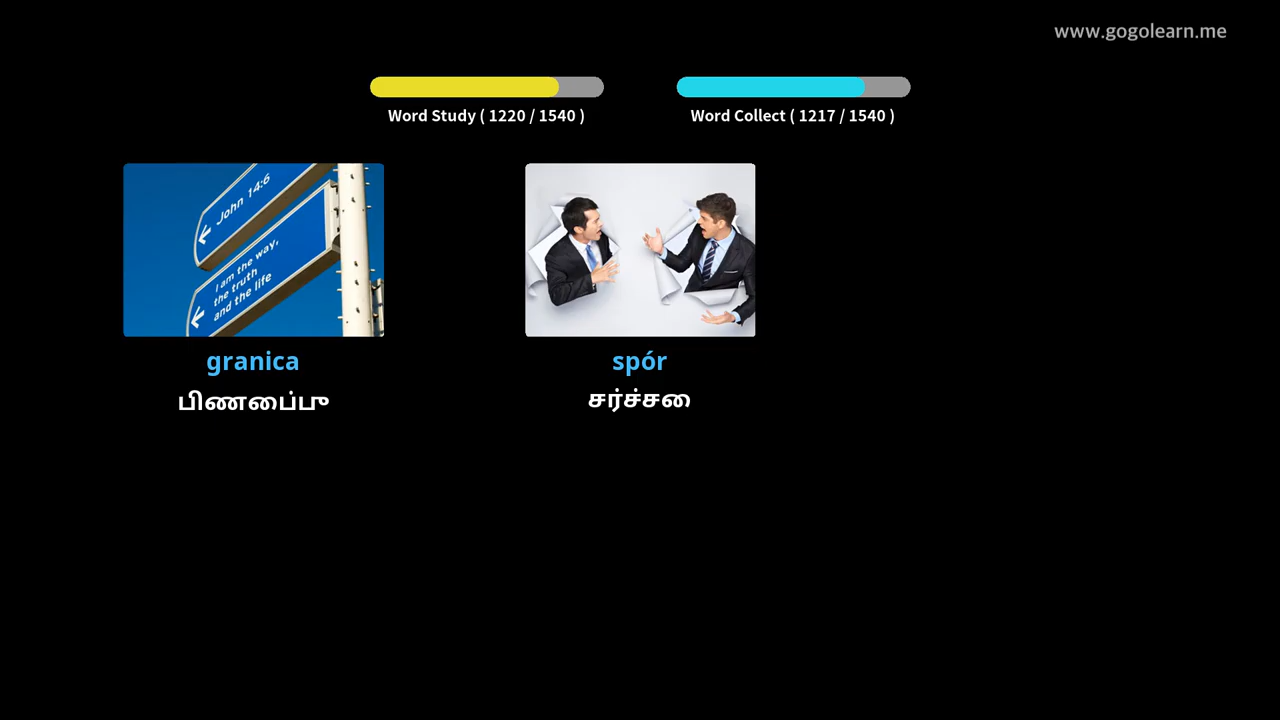 www.gogolearn.me
Word Study ( 1220 / 1540 )
Word Collect ( 1217 / 1540 )
John 14:6
I am the way,
the truth
and the life
granica
spór
பிணைப்பு
சர்ச்சை